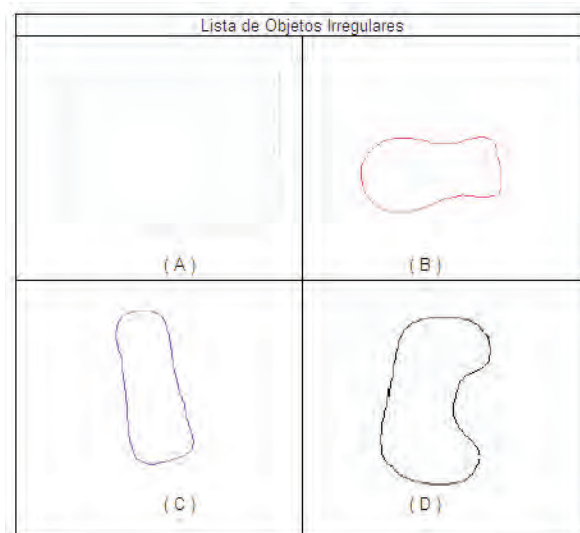 Lista de Objetos Irregulares
( A )
( B )
( C )
( D )